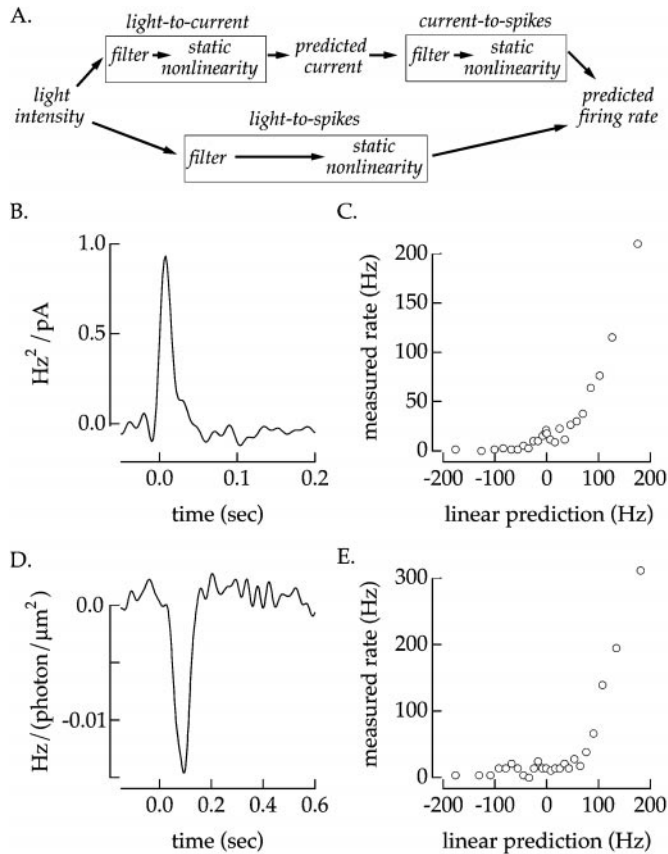 A.
light-to-current
current-to-spikes
filter
static
nonlinearity
predicted
current
filter
static
nonlinearity
light
intensity
predicted
firing rate
light-to-spikes
filter
static
nonlinearity
B.
1.0
0.5
0.0
Hz²/pA
0.0
0.1
0.2
time (sec)
C.
200
150
100
50
0
measured rate (Hz)
-200
-100
0
100
200
linear prediction (Hz)
D.
0.0
-0.01
Hz/(photon/μm²)
0.0
0.2
0.4
0.6
time (sec)
E.
300
200
100
0
measured rate (Hz)
-200
-100
0
100
200
linear prediction (Hz)